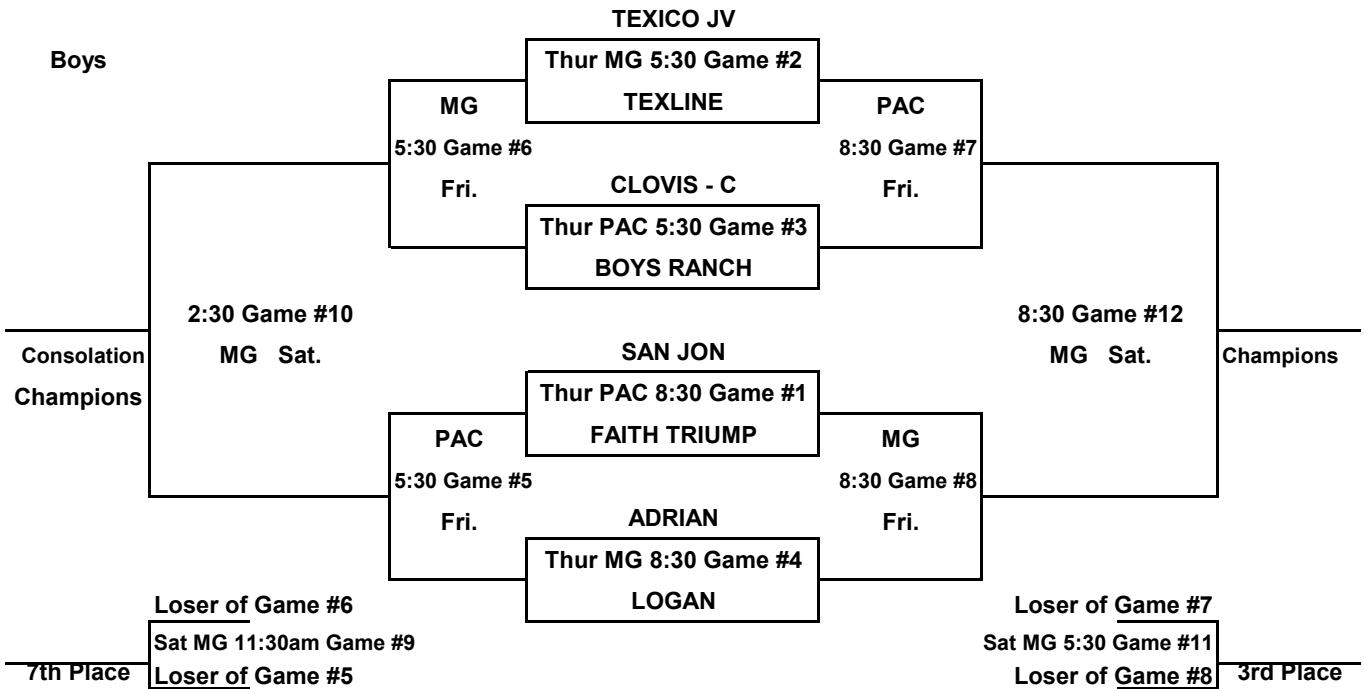 TEXICO JV
Boys
Thur MG 5:30 Game #2
MG
TEXLINE
PAC
5:30 Game #6
8:30 Game #7
Fri.
CLOVIS - C
Fri.
Thur PAC 5:30 Game #3
BOYS RANCH
2:30 Game #10
8:30 Game #12
Consolation
MG Sat.
SAN JON
MG Sat.
Champions
Champions
Thur PAC 8:30 Game #1
PAC
FAITH TRIUMP
MG
5:30 Game #5
8:30 Game #8
Fri.
ADRIAN
Fri.
Thur MG 8:30 Game #4
Loser of Game #6
LOGAN
Loser of Game #7
Sat MG 11:30am Game #9
Sat MG 5:30 Game #11
7th Place
Loser of Game #5
Loser of Game #8
3rd Place